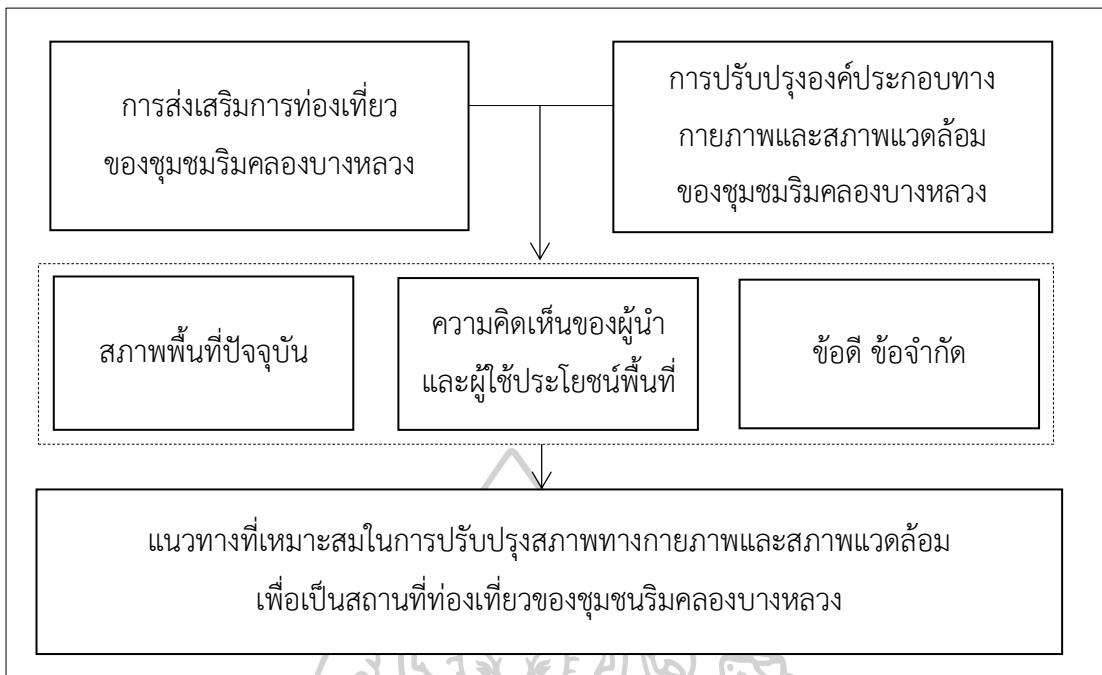 การส่งเสริมการท่องเที่ยว
ของชุมชมริมคลองบางหลวง
การปรับปรุงองค์ประกอบทาง
กายภาพและสภาพแวดล้อม
ของชุมชมริมคลองบางหลวง
สภาพพื้นที่ปัจจุบัน
ความคิดเห็นของผู้นำ
และผู้ใช้ประโยชน์พื้นที่
ข้อดี ข้อจำกัด
แนวทางที่เหมาะสมในการปรับปรุงสภาพทางกายภาพและสภาพแวดล้อม
เพื่อเป็นสถานที่ท่องเที่ยวของชุมชนริมคลองบางหลวง